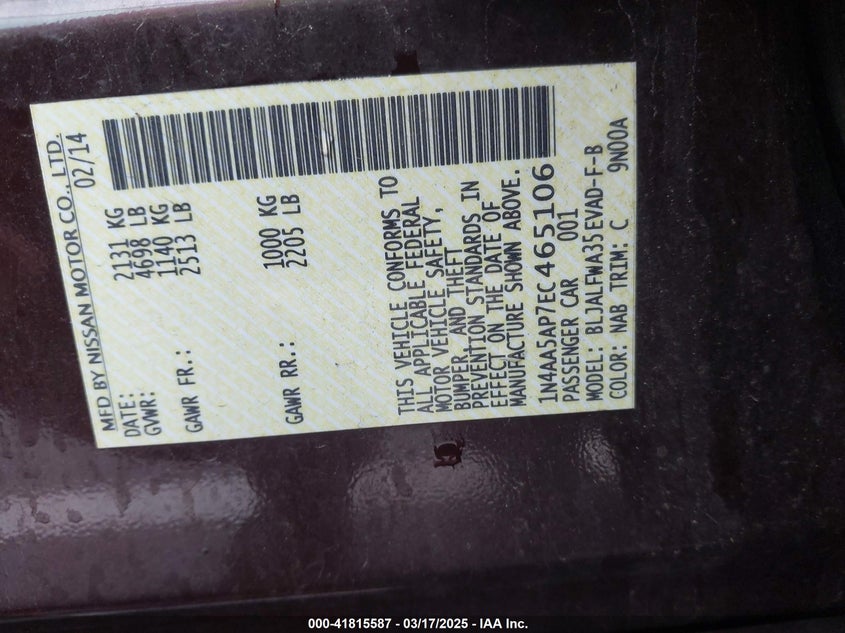 MFD BY NISSAN MOTOR CO., LTD.
DATE: 02/14
GVWR: 2131 KG
4698 LB
GAWR FR.: 1140 KG
2513 LB
GAWR RR.: 1000 KG
2205 LB
THIS VEHICLE CONFORMS TO
ALL APPLICABLE FEDERAL
MOTOR VEHICLE SAFETY,
BUMPER AND THEFT
PREVENTION STANDARDS IN
EFFECT ON THE DATE OF
MANUFACTURE SHOWN ABOVE.
1N4AA5AP7EC465106
PASSENGER CAR 001
MODEL: BLJALFWA35EVAD-F-B
COLOR: NAB TRIM: C 9N00A
000-41815587 - 03/17/2025 - IAA Inc.